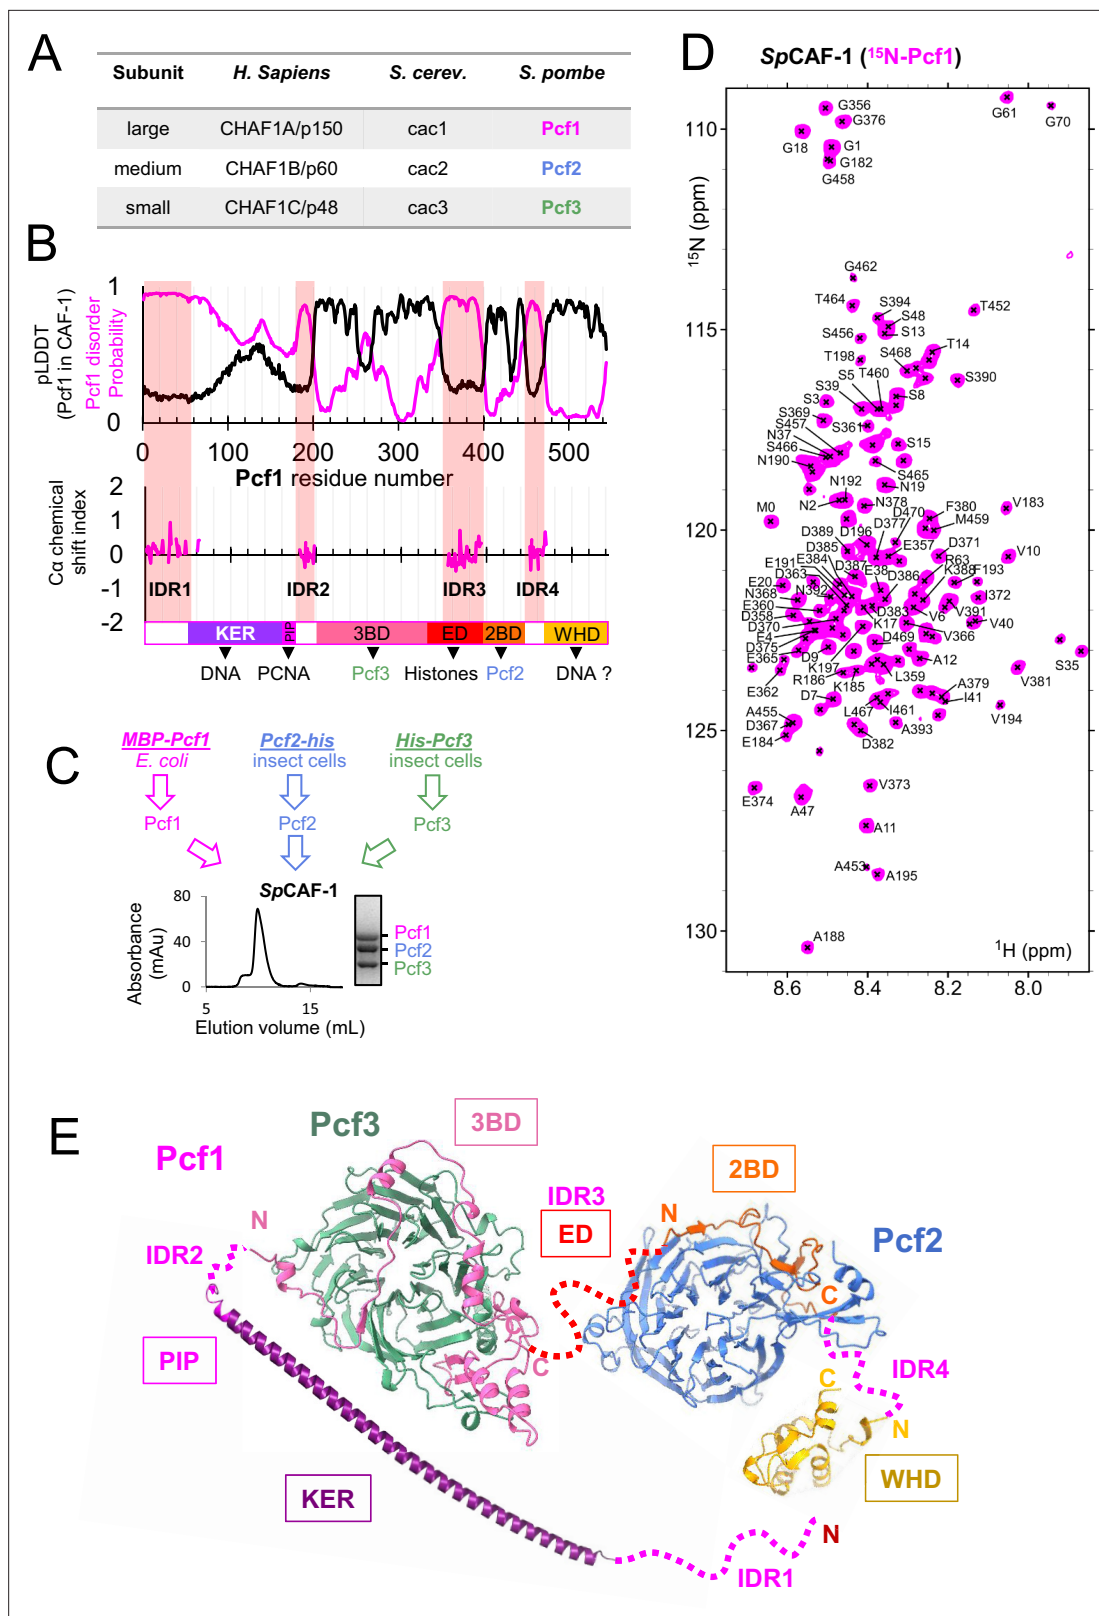 A
Subunit H. Sapiens S. cerev. S. pombe
large CHAF1A/p150 cac1 Pcf1
medium CHAF1B/p60 cac2 Pcf2
small CHAF1C/p48 cac3 Pcf3
B
pLDDT
(Pcf1 in CAF-1)
Pcf1 disorder
Probability
1
0
0 100 200 300 400 500
Pcf1 residue number
Cα chemical
shift index
2
1
0
-1
-2
IDR1 IDR2 IDR3 IDR4
KER PIP 3BD ED 2BD WHD
DNA PCNA Pcf3 Histones Pcf2 DNA ?
C
MBP-Pcf1 Pcf2-his His-Pcf3
E. coli insect cells insect cells
Pcf1 Pcf2 Pcf3
SpCAF-1
Absorbance
(mAu)
80
40
0
5 15
Elution volume (mL)
Pcf1
Pcf2
Pcf3
D
SpCAF-1 (15N-Pcf1)
15N (ppm)
110
115
120
125
130
8.6 8.4 8.2 8.0
1H (ppm)
G356
G376
G61
G70
G18
G1
G182
G458
G462
T464
S394
S48
S13
T452
S456
T198
S468
T14
S390
S39
S5
T460
S8
S3
S369
S361
S457
N37
S466
S15
S465
N190
N19
N192
N2
N378
M0
F380
M459
V183
D470
D377
D389
D196
E357
D371
R63
V10
D385
E384
E191
D387
E38
D386
K388
F193
D363
E20
N368
N392
I372
E360
D358
D383
V6
V391
V40
K17
D370
E4
D375
D469
V366
E365
D9
A12
S35
K197
R186
L359
V381
E362
K185
D7
A379
I41
L467
I461
V194
A455
D367
A393
E184
D382
E374
A47
V373
A11
A453
A195
A188
E
Pcf3
3BD
Pcf1
N
IDR2
PIP
KER
C
IDR3
ED
N
2BD
Pcf2
C
IDR4
C
N
WHD
N
IDR1